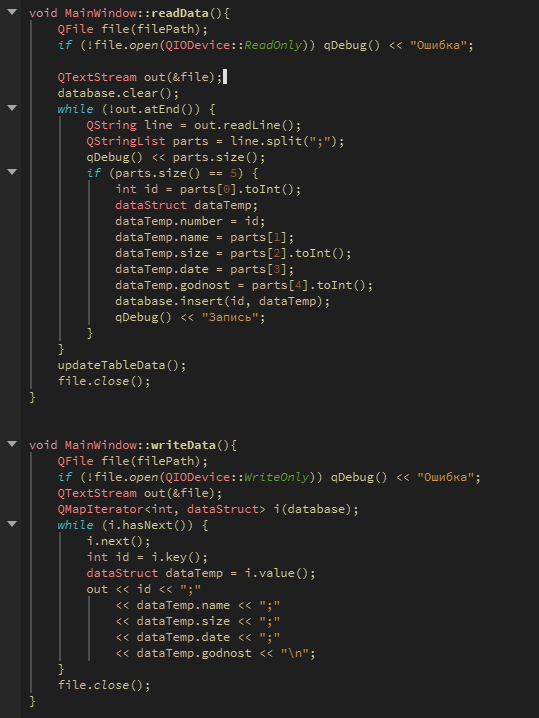 void MainWindow::readData(){
    QFile file(filePath);
    if (!file.open(QIODevice::ReadOnly)) qDebug() << "Ошибка";

    QTextStream out(&file);
    database.clear();
    while (!out.atEnd()) {
        QString line = out.readLine();
        QStringList parts = line.split(";");
        qDebug() << parts.size();
        if (parts.size() == 5) {
            int id = parts[0].toInt();
            dataStruct dataTemp;
            dataTemp.number = id;
            dataTemp.name = parts[1];
            dataTemp.size = parts[2].toInt();
            dataTemp.date = parts[3];
            dataTemp.godnost = parts[4].toInt();
            database.insert(id, dataTemp);
            qDebug() << "Запись";
        }
    }
    updateTableData();
    file.close();
}

void MainWindow::writeData(){
    QFile file(filePath);
    if (!file.open(QIODevice::WriteOnly)) qDebug() << "Ошибка";
    QTextStream out(&file);
    QMapIterator<int, dataStruct> i(database);
    while (i.hasNext()) {
        i.next();
        int id = i.key();
        dataStruct dataTemp = i.value();
        out << id << ";"
            << dataTemp.name << ";"
            << dataTemp.size << ";"
            << dataTemp.date << ";"
            << dataTemp.godnost << "\n";
    }
    file.close();
}